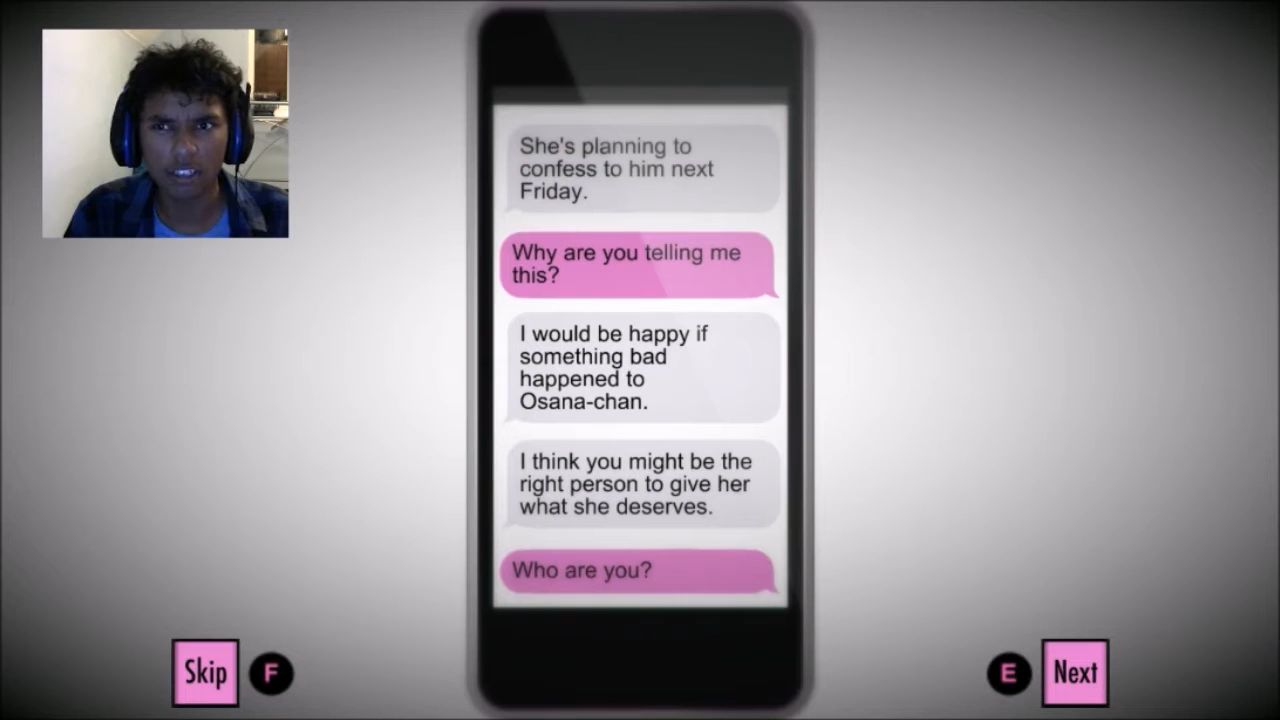 She's planning to
confess to him next
Friday.
Why are you telling me
this?
I would be happy if
something bad
happened to
Osana-chan.
I think you might be the
right person to give her
what she deserves.
Who are you?
Skip F
E Next